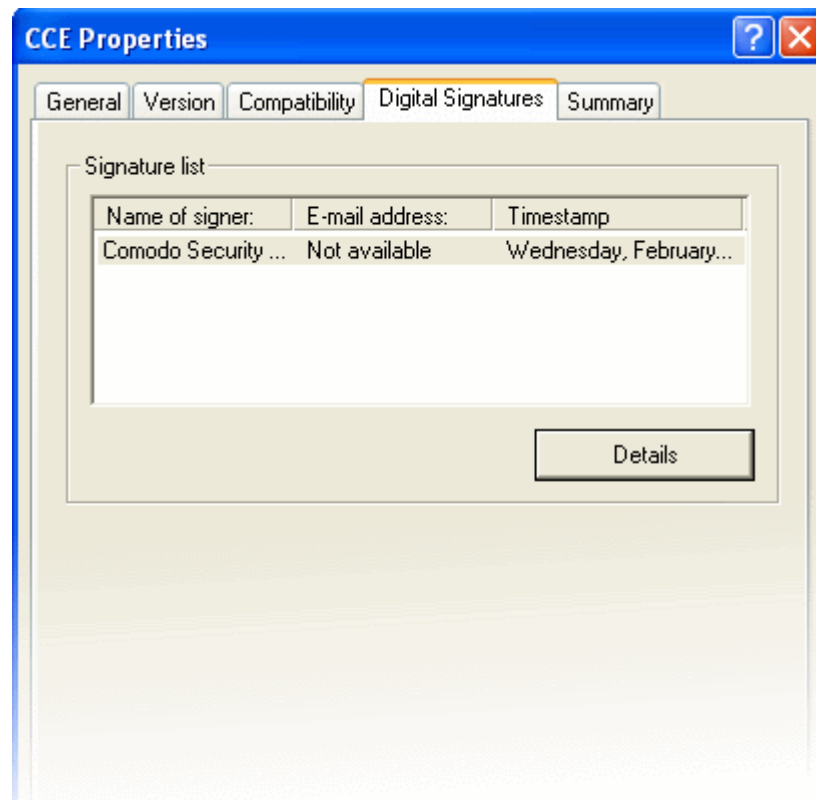 CCE Properties
General Version Compatibility Digital Signatures Summary
Signature list
Name of signer: E-mail address: Timestamp
Comodo Security ... Not available Wednesday, February...
Details